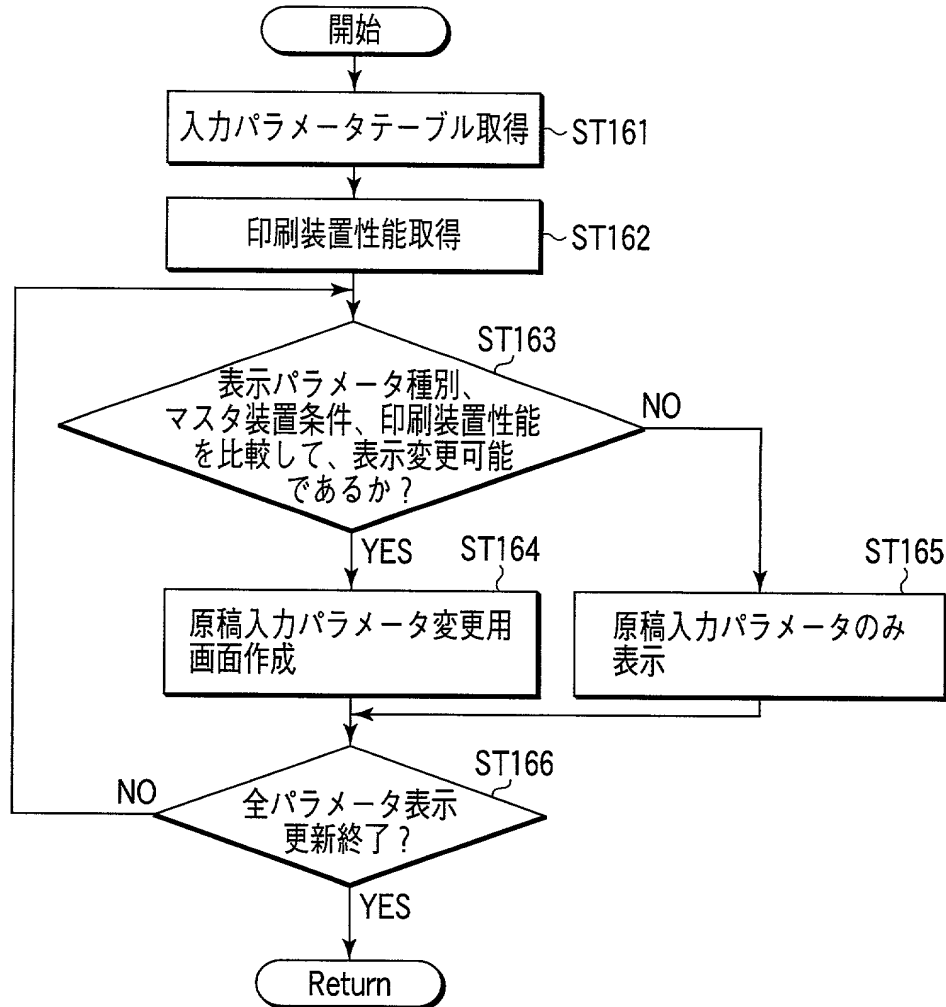 開始
入力パラメータテーブル取得
ST161
印刷装置性能取得
ST162
ST163
表示パラメータ種別、
マスタ装置条件、印刷装置性能
を比較して、表示変更可能
であるか?
NO
YES
ST164
原稿入力パラメータ変更用
画面作成
ST165
原稿入力パラメータのみ
表示
ST166
全パラメータ表示
更新終了?
NO
YES
Return